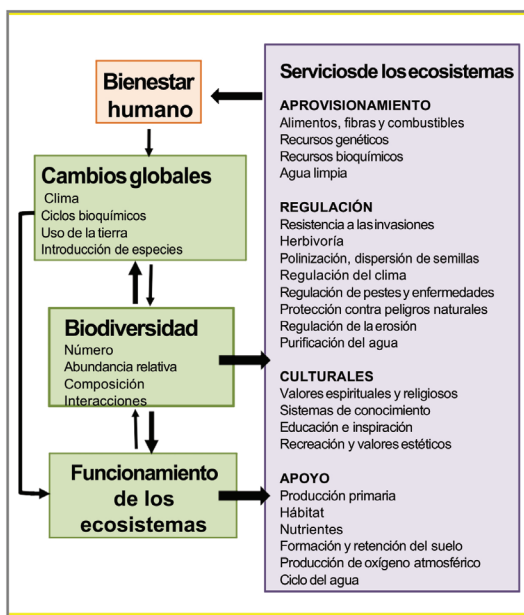 Bienestar
humano
Cambios globales
Clima
Ciclos bioquímicos
Uso de la tierra
Introducción de especies
Biodiversidad
Número
Abundancia relativa
Composición
Interacciones
Funcionamiento
de los
ecosistemas
Servicios de los ecosistemas
APROVISIONAMIENTO
Alimentos, fibras y combustibles
Recursos genéticos
Recursos bioquímicos
Agua limpia
REGULACIÓN
Resistencia a las invasiones
Herbivoría
Polinización, dispersión de semillas
Regulación del clima
Regulación de pestes y enfermedades
Protección contra peligros naturales
Regulación de la erosión
Purificación del agua
CULTURALES
Valores espirituales y religiosos
Sistemas de conocimiento
Educación e inspiración
Recreación y valores estéticos
APOYO
Producción primaria
Hábitat
Nutrientes
Formación y retención del suelo
Producción de oxígeno atmosférico
Ciclo del agua